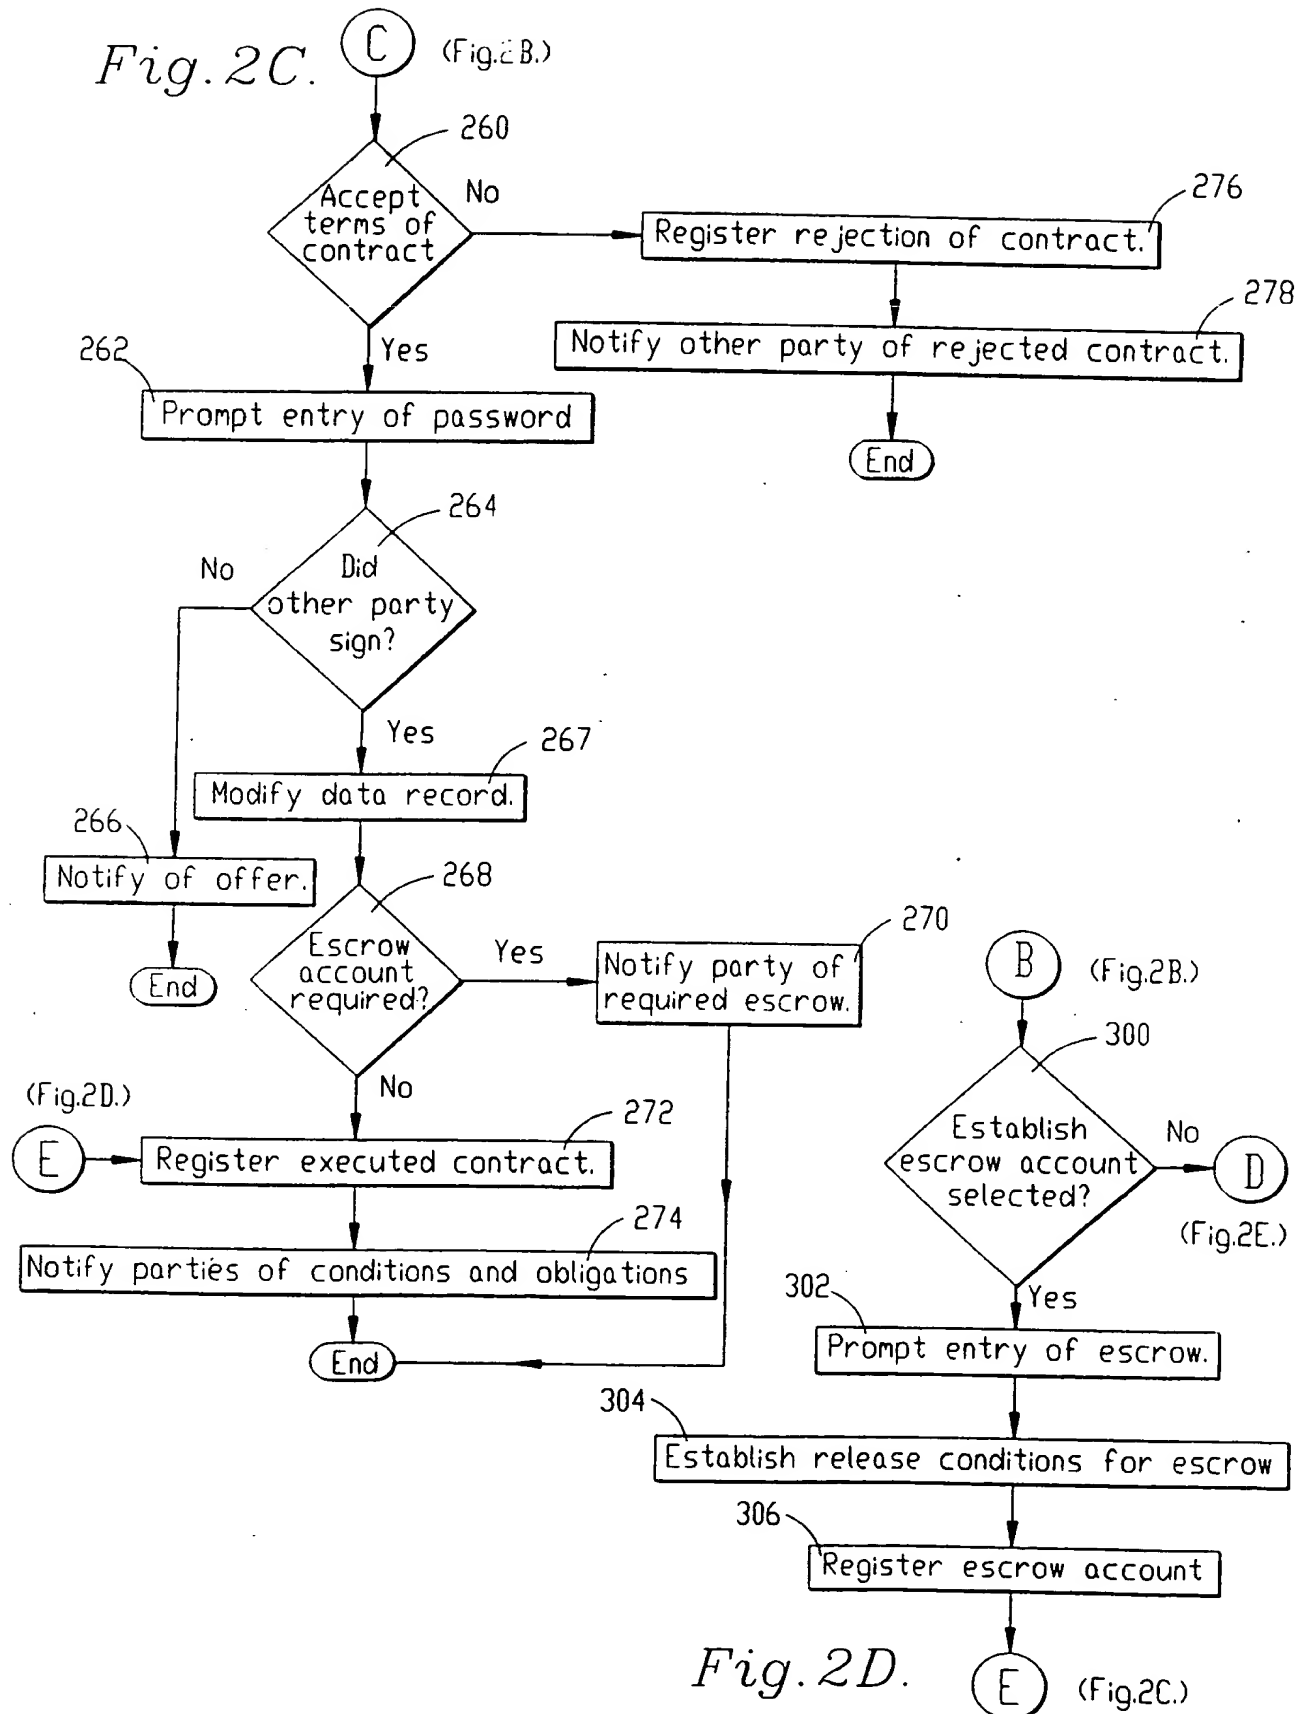 Fig. 2C.
C
(Fig.2B.)
260
Accept
terms of
contract
No
276
Register rejection of contract.
278
Notify other party of rejected contract.
End
Yes
262
Prompt entry of password
264
Did
other party
sign?
No
Yes
267
Modify data record.
266
Notify of offer.
End
268
Escrow
account
required?
Yes
270
Notify party of
required escrow.
No
(Fig.2D.)
E
272
Register executed contract.
274
Notify parties of conditions and obligations
End
B
(Fig.2B.)
300
Establish
escrow account
selected?
No
D
(Fig.2E.)
Yes
302
Prompt entry of escrow.
304
Establish release conditions for escrow
306
Register escrow account
Fig. 2D.
E
(Fig.2C.)